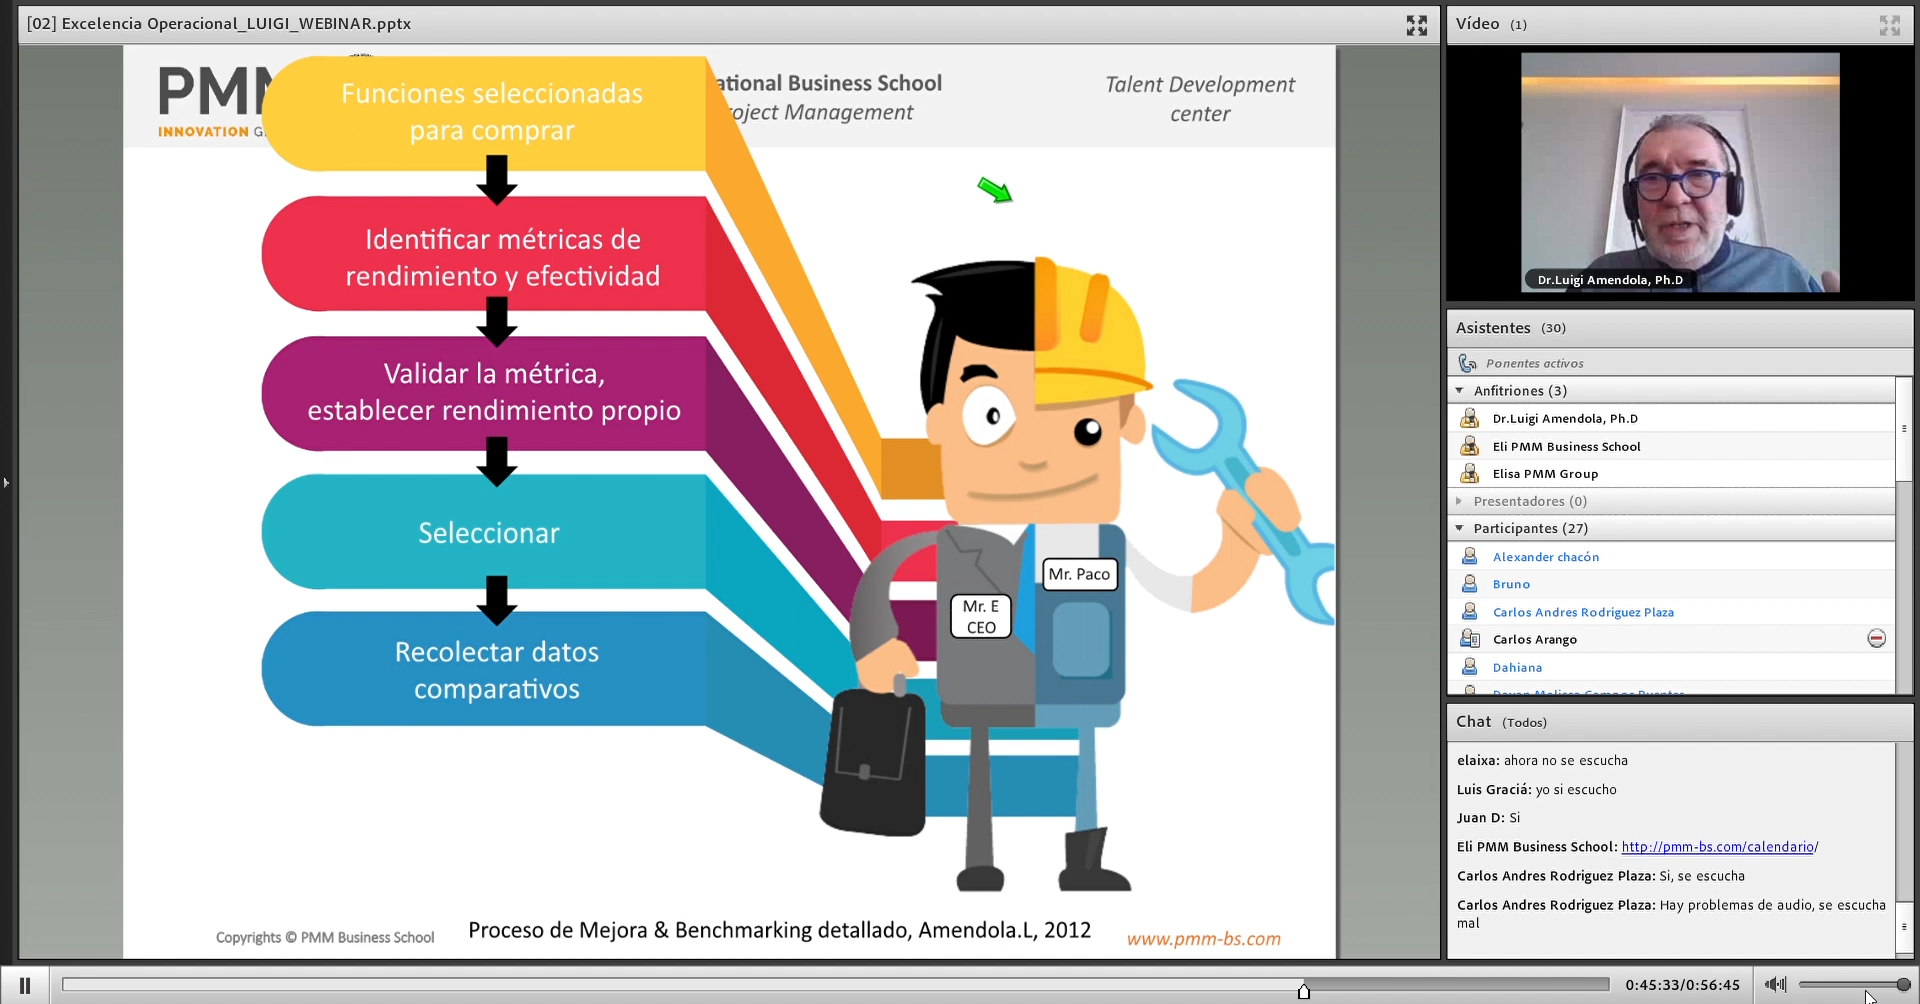 [02] Excelencia Operacional_LUIGI_WEBINAR.pptx
PMM
INNOVATION G
ational Business School
oject Management
Talent Development
center
Funciones seleccionadas
para comprar
Identificar métricas de
rendimiento y efectividad
Validar la métrica,
establecer rendimiento propio
Seleccionar
Recolectar datos
comparativos
Mr. Paco
Mr. E
CEO
Copyrights © PMM Business School
Proceso de Mejora & Benchmarking detallado, Amendola.L, 2012
www.pmm-bs.com
Vídeo (1)
Dr.Luigi Amendola, Ph.D
Asistentes (30)
Ponentes activos
Anfitriones (3)
Dr.Luigi Amendola, Ph.D
Eli PMM Business School
Elisa PMM Group
Presentadores (0)
Participantes (27)
Alexander chacón
Bruno
Carlos Andres Rodriguez Plaza
Carlos Arango
Dahiana
Chat (Todos)
elaixa: ahora no se escucha
Luis Graciá: yo si escucho
Juan D: Si
Eli PMM Business School: http://pmm-bs.com/calendario/
Carlos Andres Rodriguez Plaza: Si, se escucha
Carlos Andres Rodriguez Plaza: Hay problemas de audio, se escucha
mal
0:45:33/0:56:45